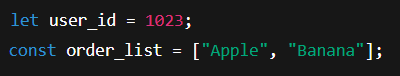 let user_id = 1023;
const order_list = ["Apple", "Banana"];